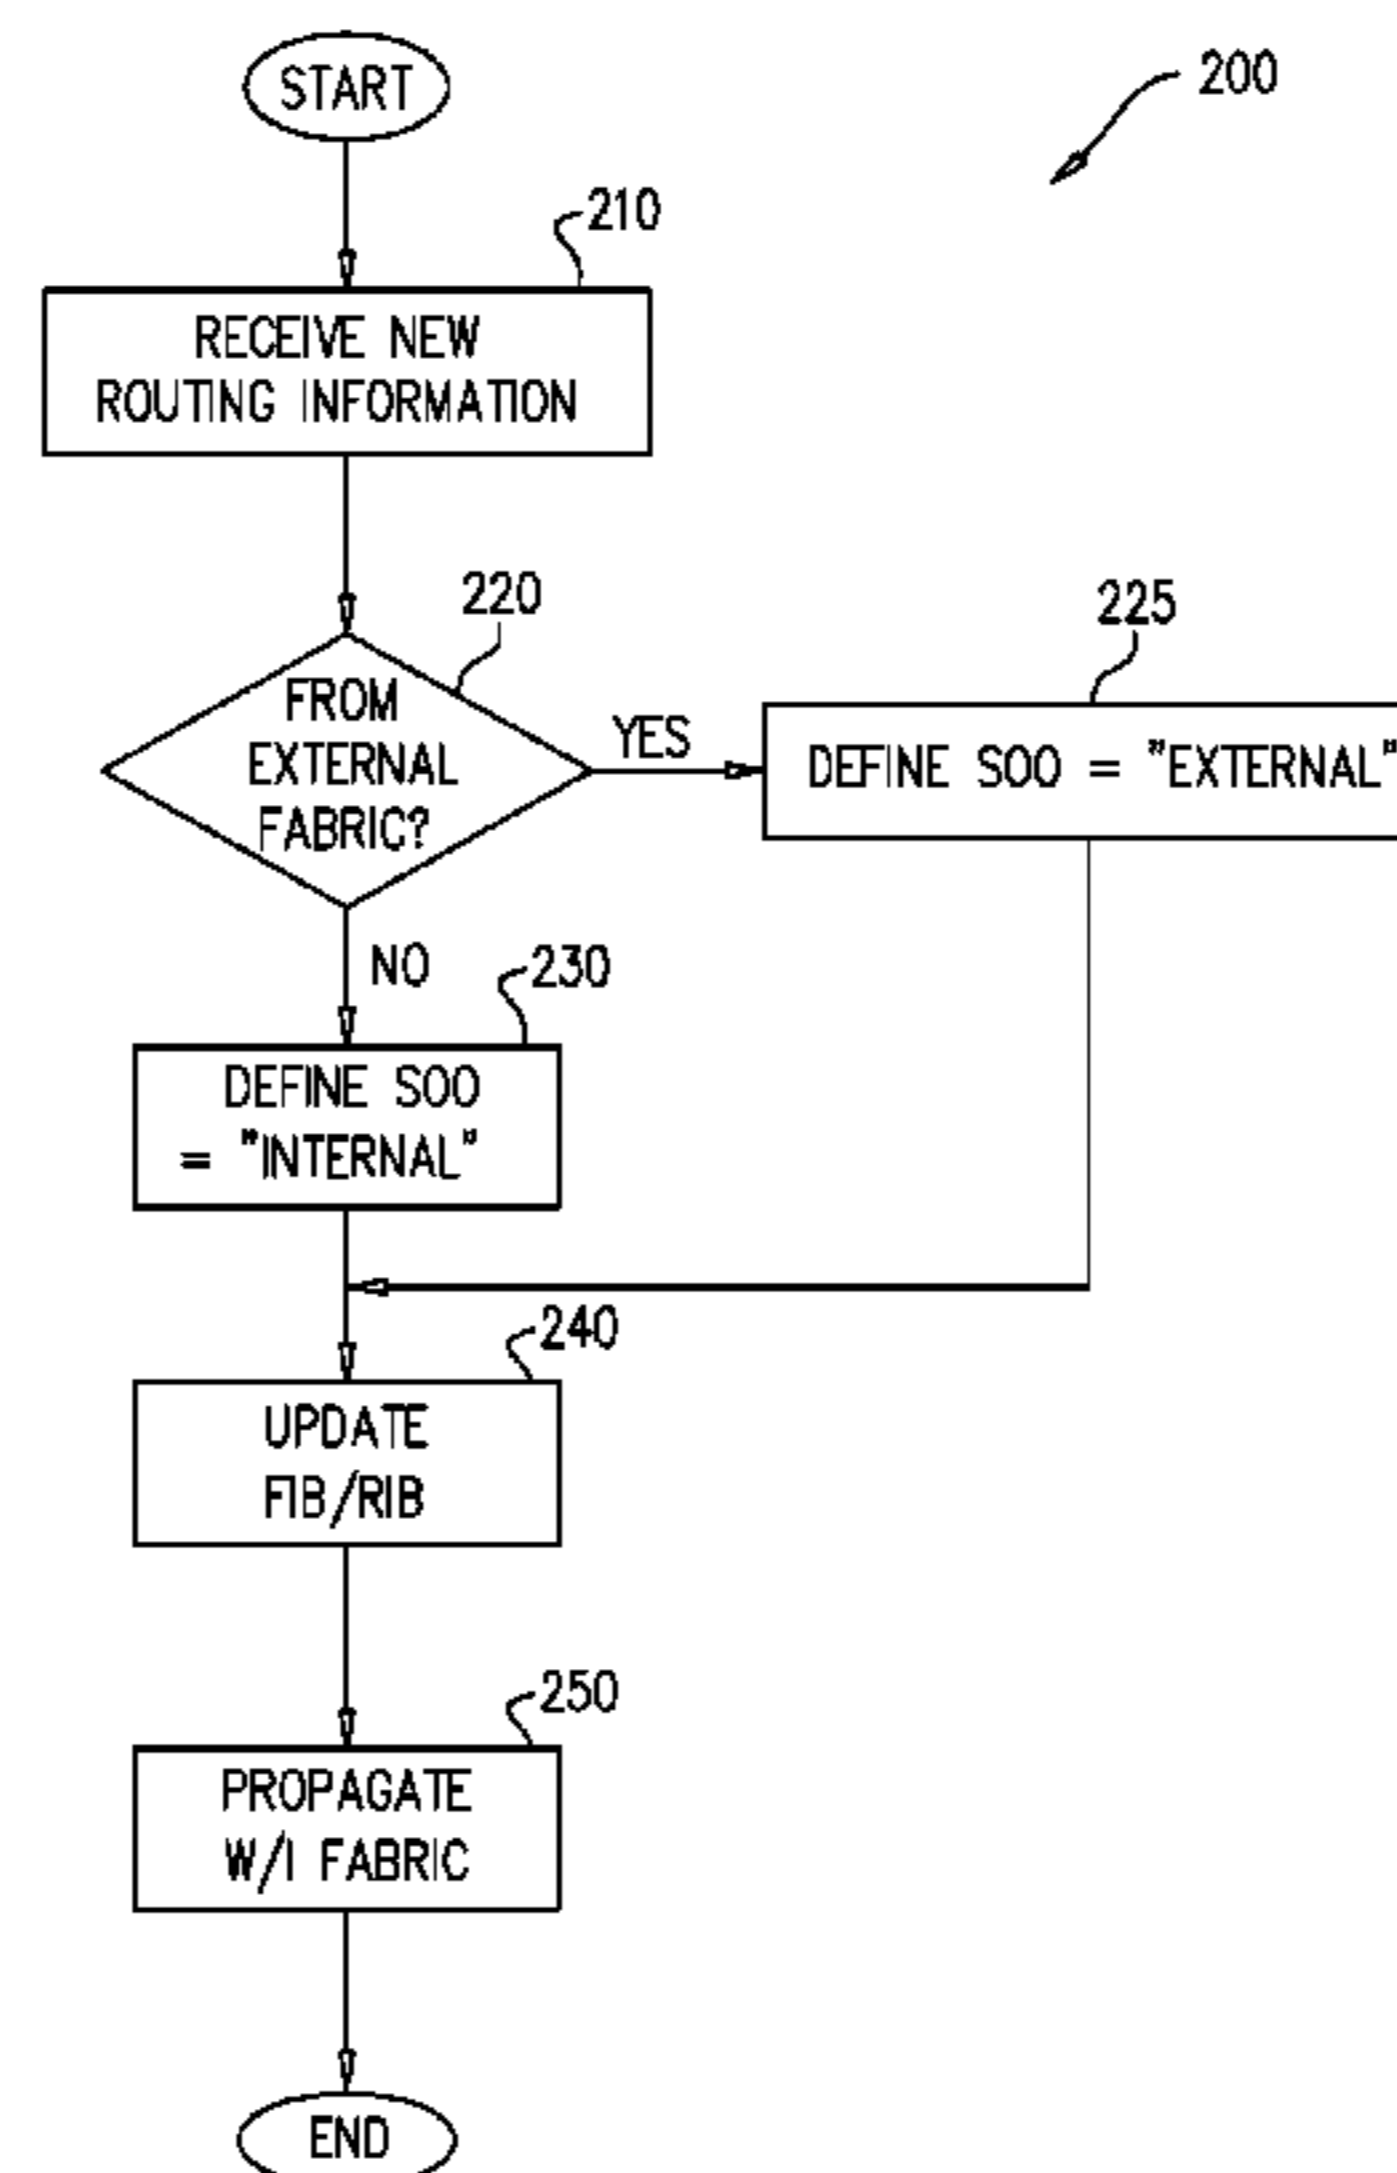 START
200
210
RECEIVE NEW
ROUTING INFORMATION
220
FROM
EXTERNAL
FABRIC?
YES
225
DEFINE SOO = "EXTERNAL"
NO
230
DEFINE SOO
= "INTERNAL"
240
UPDATE
FIB/RIB
250
PROPAGATE
W/I FABRIC
END